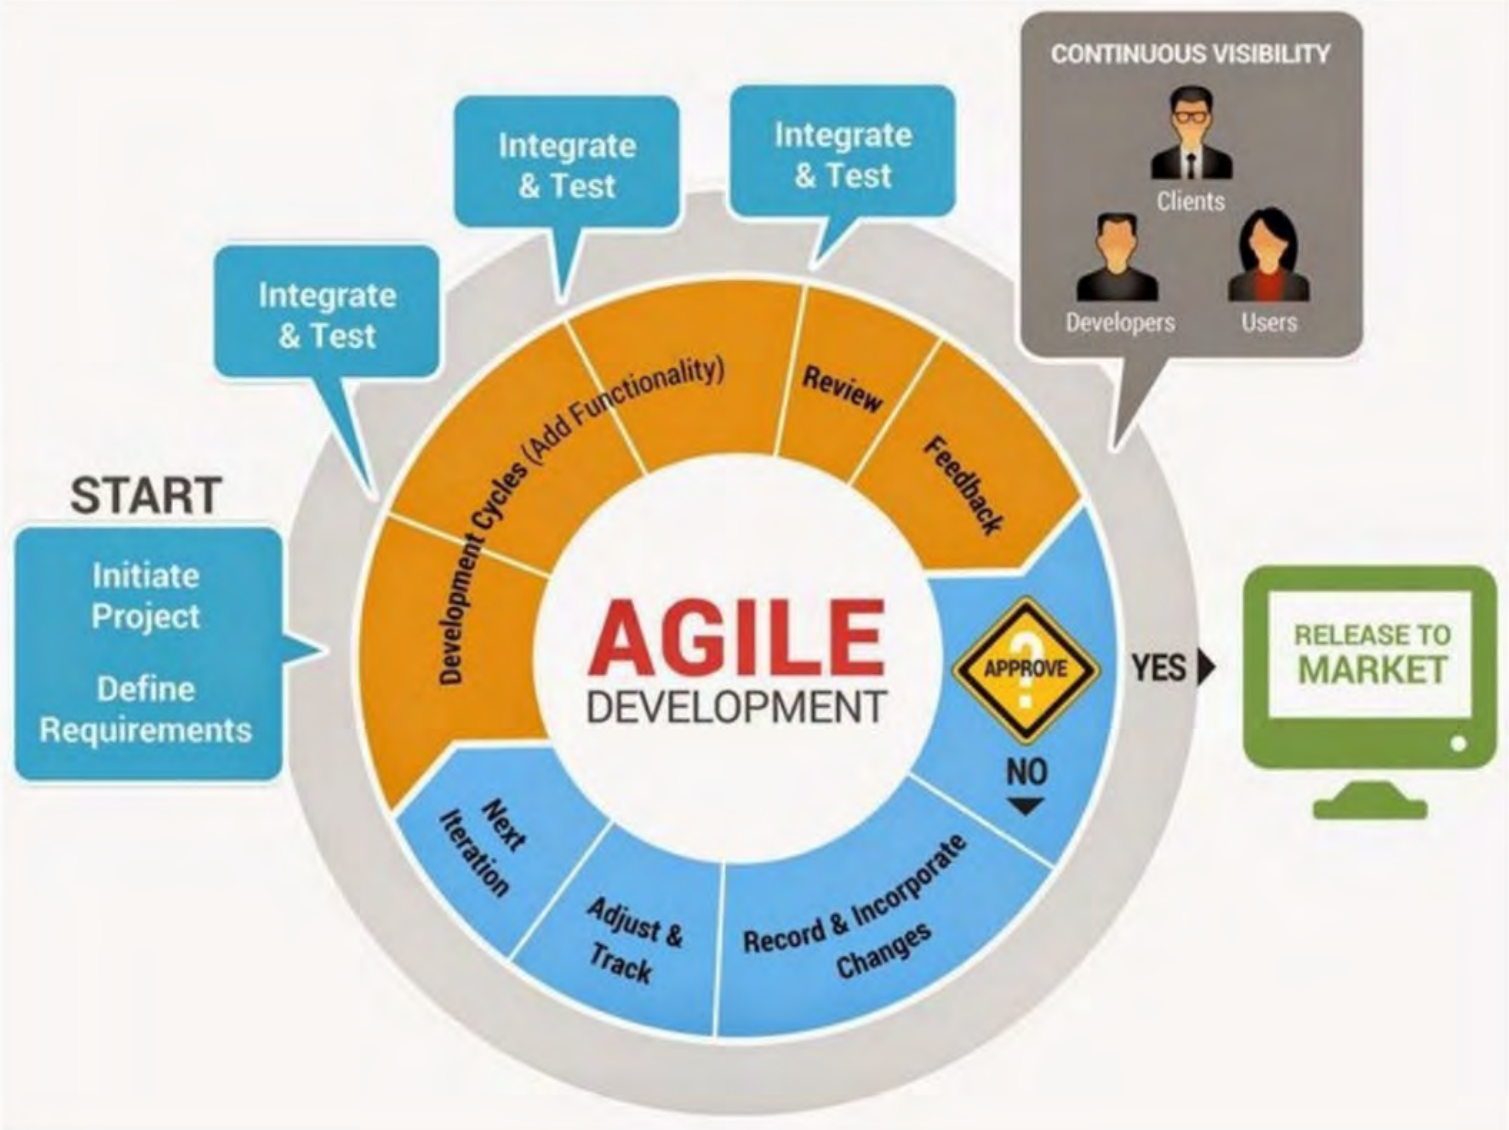 CONTINUOUS VISIBILITY
Clients
Developers
Users
Integrate
& Test
Integrate
& Test
Integrate
& Test
START
Initiate
Project
Define
Requirements
Development Cycles (Add Functionality)
Review
Feedback
AGILE
DEVELOPMENT
?
APPROVE
YES
RELEASE TO
MARKET
NO
Record & Incorporate
Changes
Adjust &
Track
Next
Iteration